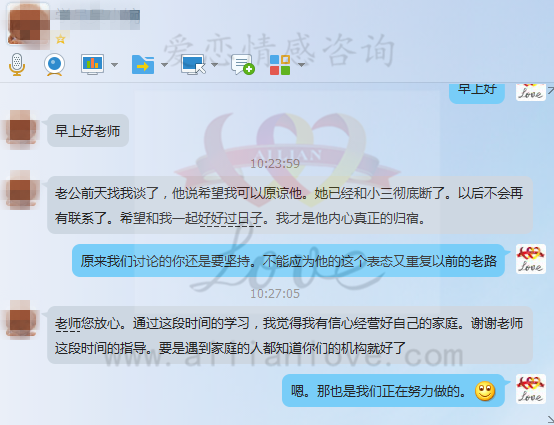 爱恋情感咨询
早上好
早上好老师
10:23:59
老公前天找我谈了，他说希望我可以原谅他。她已经和小三彻底断了。以后不会再
有联系了。希望和我一起好好过日子。我才是他内心真正的归宿。
原来我们讨论的你还是要坚持。不能应为他的这个表态又重复以前的老路
10:27:05
老师您放心。通过这段时间的学习，我觉得我有信心经营好自己的家庭。谢谢老师
这段时间的指导。要是遇到家庭的人都知道你们的机构就好了
嗯。那也是我们正在努力做的。
AILIAN
Love
www.ailianlove.com